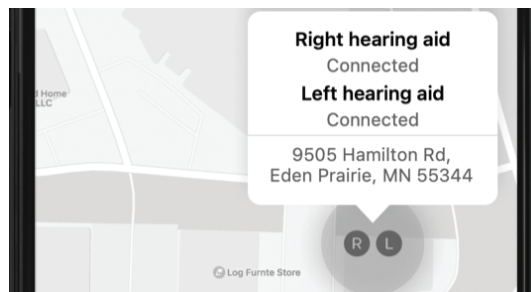 Right hearing aid
Connected
Left hearing aid
Connected
9505 Hamilton Rd,
Eden Prairie, MN 55344
d Home
LLC
R L
Log Furnte Store